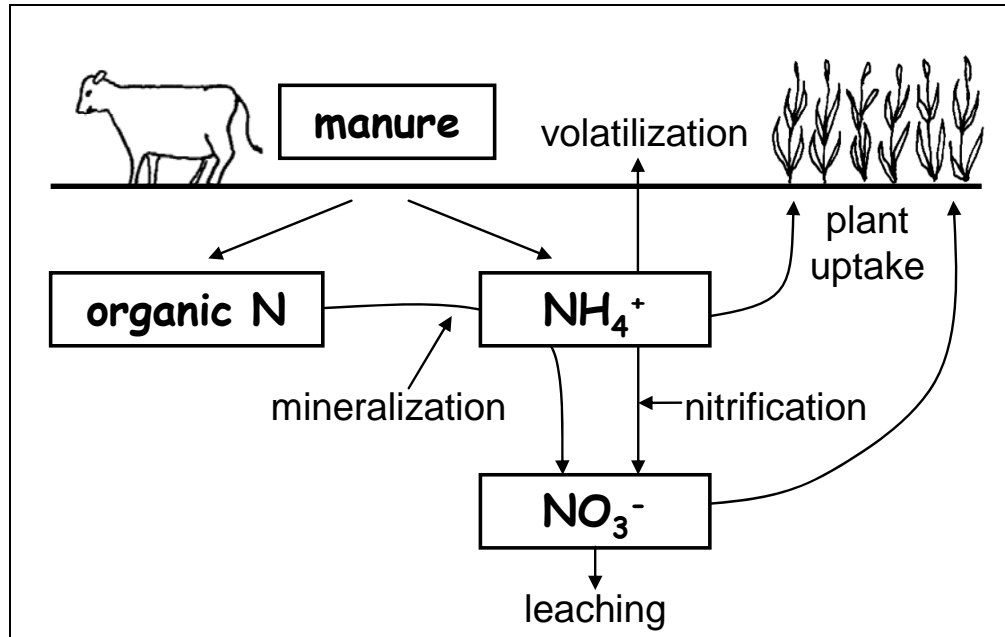 manure
volatilization
plant
uptake
organic N
NH₄⁺
mineralization
nitrification
NO₃⁻
leaching